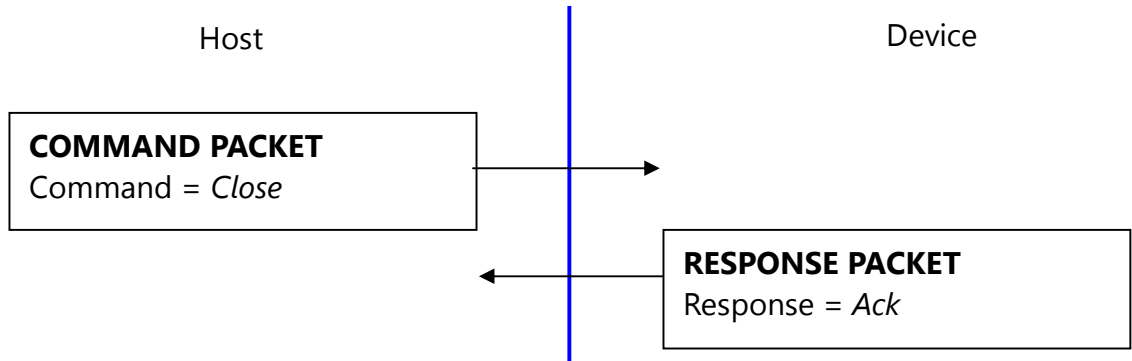 Host
Device
COMMAND PACKET
Command = Close
RESPONSE PACKET
Response = Ack